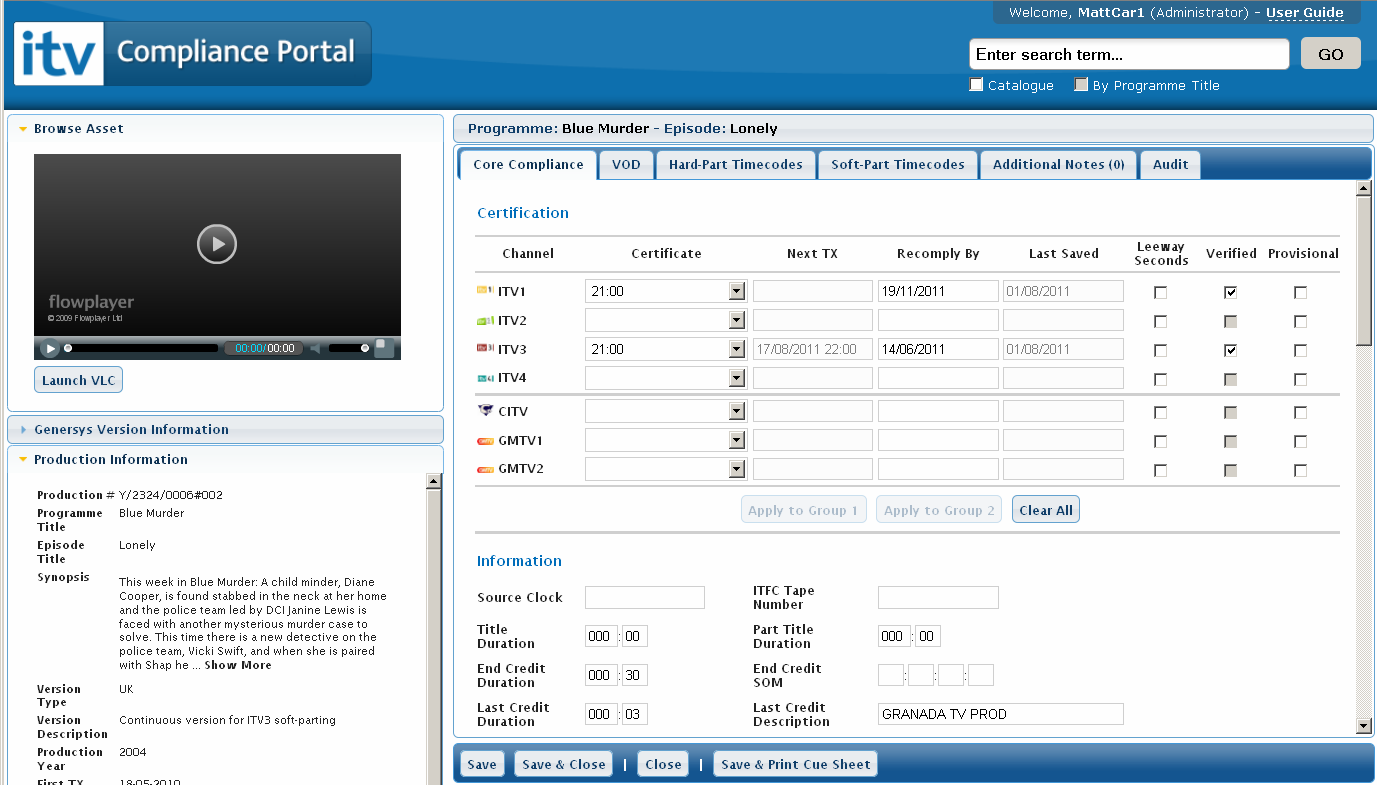 Welcome, MattCar1 (Administrator) - User Guide
itv Compliance Portal
Enter search term... GO
Catalogue By Programme Title
Browse Asset
flowplayer
© 2009 Flowplayer Ltd
00:00/00:00
Launch VLC
Genersys Version Information
Production Information
Production # Y/2324/0006#002
Programme Title Blue Murder
Episode Title Lonely
Synopsis This week in Blue Murder: A child minder, Diane
Cooper, is found stabbed in the neck at her home
and the police team led by DCI Janine Lewis is
faced with another mysterious murder case to
solve. This time there is a new detective on the
police team, Vicki Swift, and when she is paired
with Shap he ... Show More
Version Type UK
Version Description Continuous version for ITV3 soft-parting
Production Year 2004
First TX 18-05-2010
Programme: Blue Murder - Episode: Lonely
Core Compliance VOD Hard-Part Timecodes Soft-Part Timecodes Additional Notes (0) Audit
Certification
Channel Certificate Next TX Recomply By Last Saved Leeway Seconds Verified Provisional
ITV1 21:00 19/11/2011 01/08/2011
ITV2
ITV3 21:00 17/08/2011 22:00 14/06/2011 01/08/2011
ITV4
CITV
GMTV1
GMTV2
Apply to Group 1 Apply to Group 2 Clear All
Information
Source Clock ITFC Tape Number
Title Duration 000 : 00 Part Title Duration 000 : 00
End Credit Duration 000 : 30 End Credit SOM : : :
Last Credit Duration 000 : 03 Last Credit Description GRANADA TV PROD
Save Save & Close | Close | Save & Print Cue Sheet